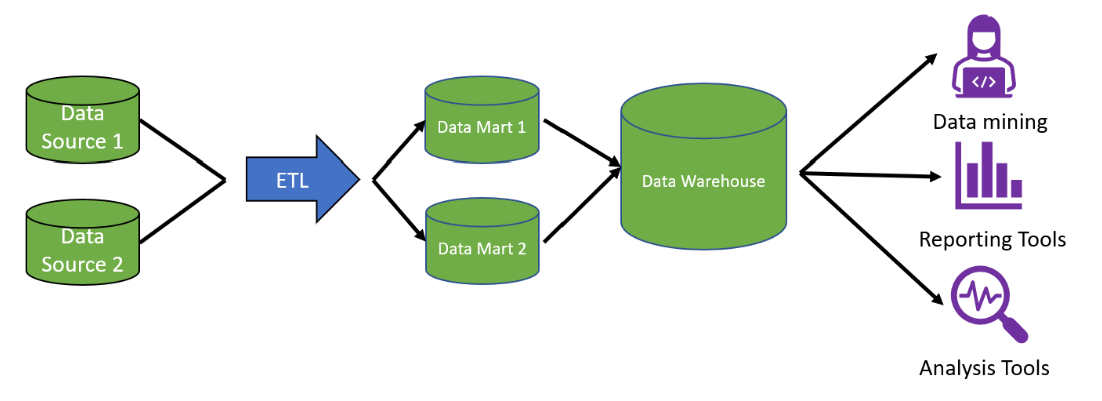 Data
Source 1
Data
Source 2
ETL
Data Mart 1
Data Mart 2
Data Warehouse
</>
Data mining
Reporting Tools
Analysis Tools